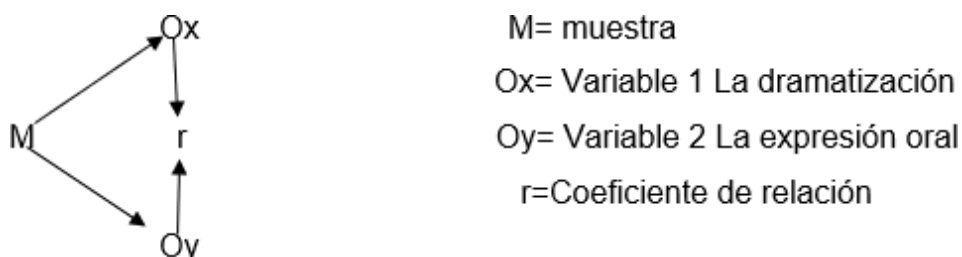 Ox
M
r
Oy
M= muestra
Ox= Variable 1 La dramatización
Oy= Variable 2 La expresión oral
r=Coeficiente de relación